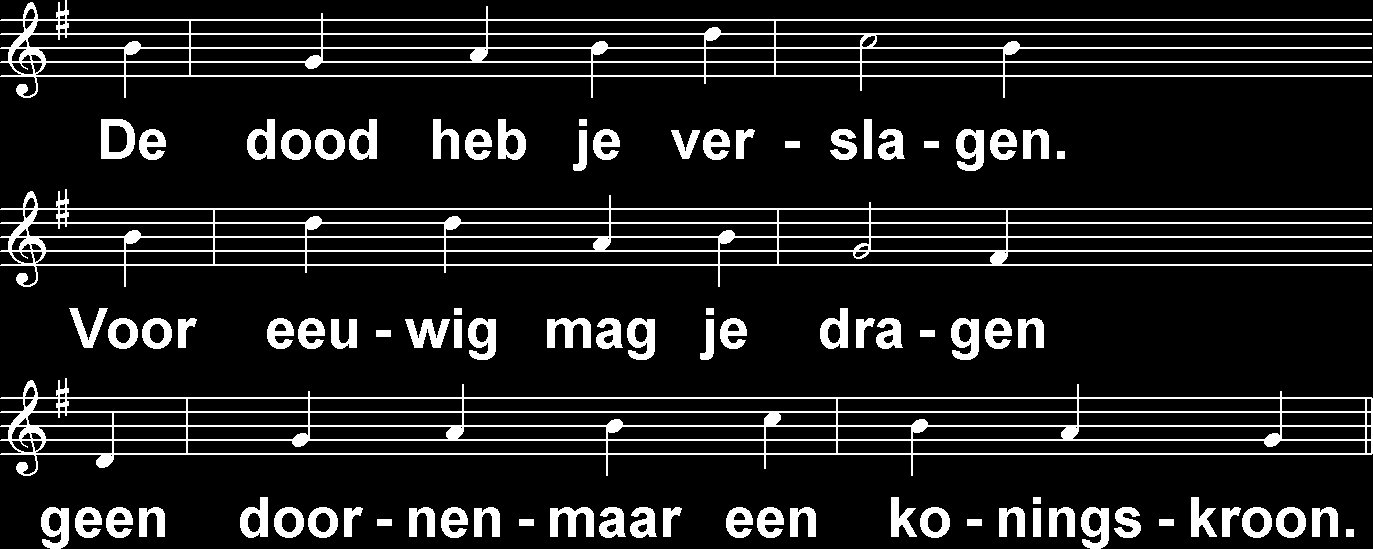 De dood heb je ver - sla - gen.
Voor eeu - wig mag je dra - gen
geen door - nen - maar een ko - nings - kroon.